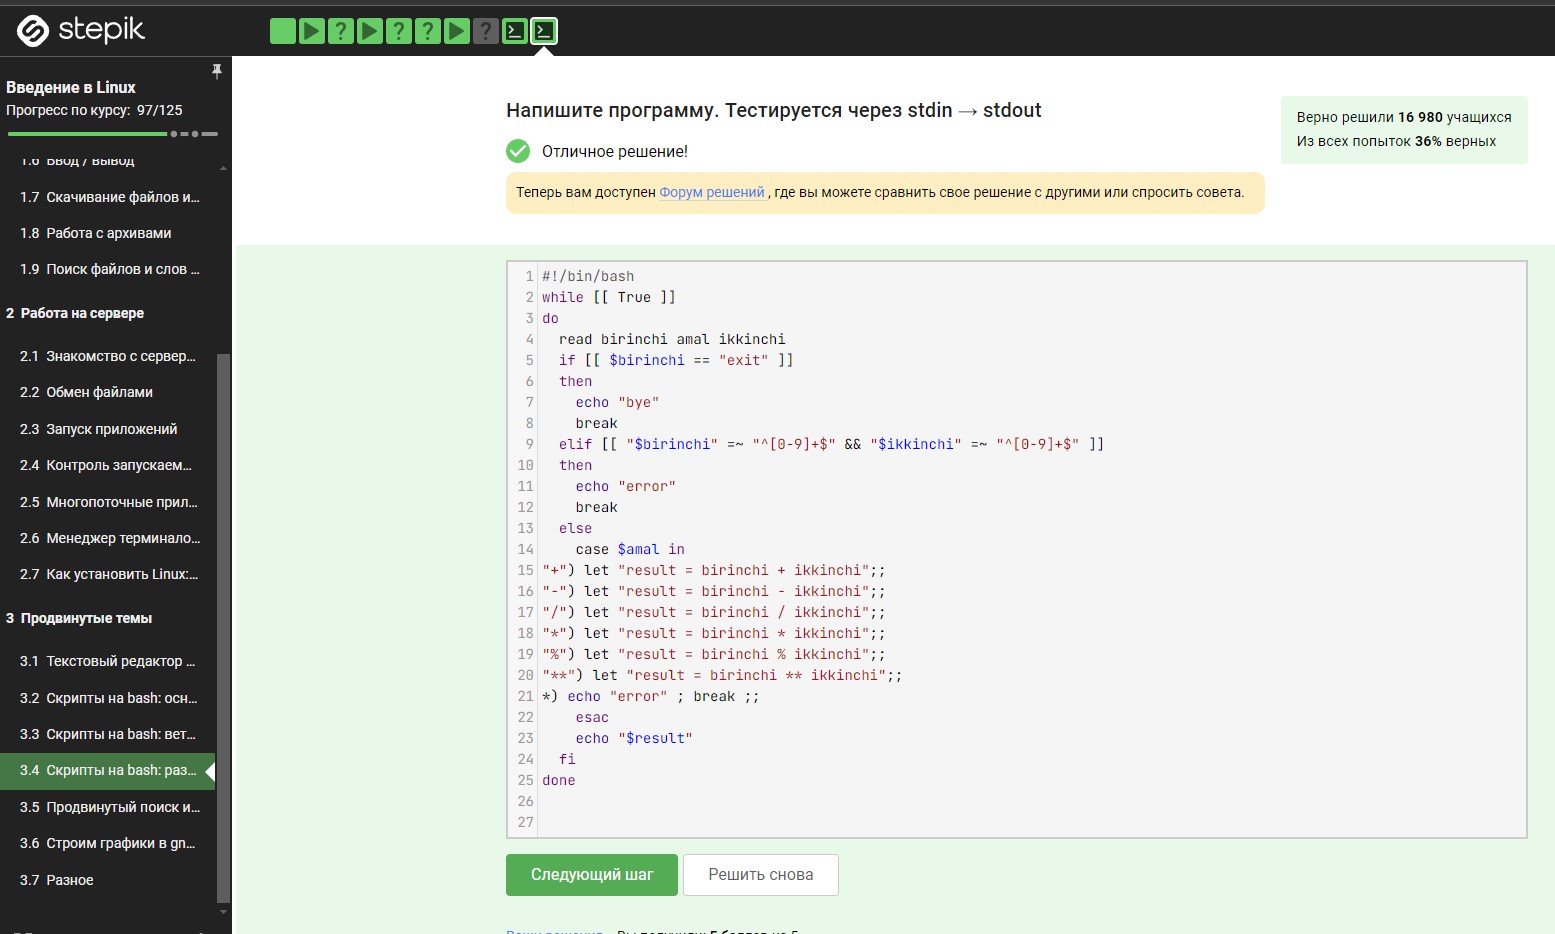 stepik
Введение в Linux
Прогресс по курсу: 97/125
1.6 Ввод / вывод
1.7 Скачивание файлов и...
1.8 Работа с архивами
1.9 Поиск файлов и слов ...
2 Работа на сервере
2.1 Знакомство с сервер...
2.2 Обмен файлами
2.3 Запуск приложений
2.4 Контроль запускаем...
2.5 Многопоточные прил...
2.6 Менеджер терминало...
2.7 Как установить Linux:...
3 Продвинутые темы
3.1 Текстовый редактор ...
3.2 Скрипты на bash: осн...
3.3 Скрипты на bash: вет...
3.4 Скрипты на bash: раз...
3.5 Продвинутый поиск и...
3.6 Строим графики в gn...
3.7 Разное
Напишите программу. Тестируется через stdin → stdout
Отличное решение!
Теперь вам доступен Форум решений , где вы можете сравнить свое решение с другими или спросить совета.
Верно решили 16 980 учащихся
Из всех попыток 36% верных
1 #!/bin/bash
2 while [[ True ]]
3 do
4   read birinchi amal ikkinchi
5   if [[ $birinchi == "exit" ]]
6   then
7     echo "bye"
8     break
9   elif [[ "$birinchi" =~ "^[0-9]+$" && "$ikkinchi" =~ "^[0-9]+$" ]]
10   then
11     echo "error"
12     break
13   else
14     case $amal in
15 "+") let "result = birinchi + ikkinchi";;
16 "-") let "result = birinchi - ikkinchi";;
17 "/") let "result = birinchi / ikkinchi";;
18 "*") let "result = birinchi * ikkinchi";;
19 "%") let "result = birinchi % ikkinchi";;
20 "**") let "result = birinchi ** ikkinchi";;
21 *) echo "error" ; break ;;
22     esac
23     echo "$result"
24   fi
25 done
26
27
Следующий шаг
Решить снова
Ваши решения Вы получили: 5 баллов из 5